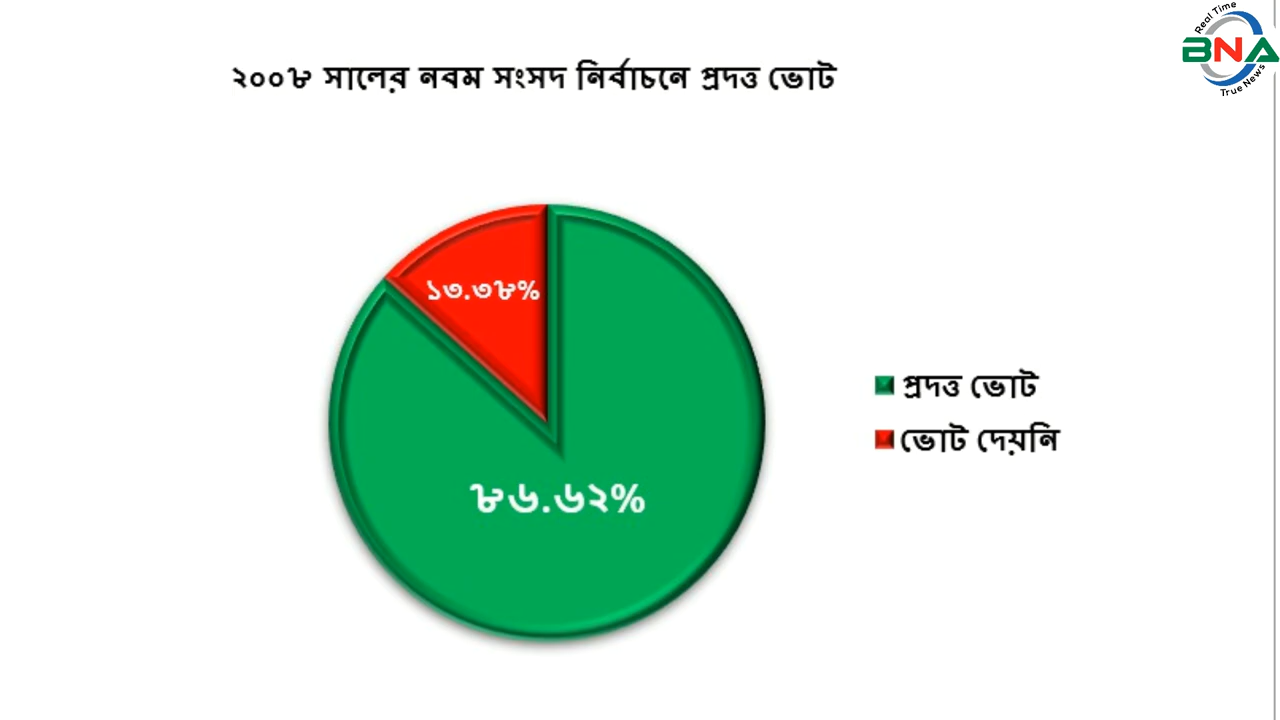 Real Time
BNA
True News
২০০৮ সালের নবম সংসদ নির্বাচনে প্রদত্ত ভোট
১৩.৩৮%
৮৬.৬২%
প্রদত্ত ভোট
ভোট দেয়নি